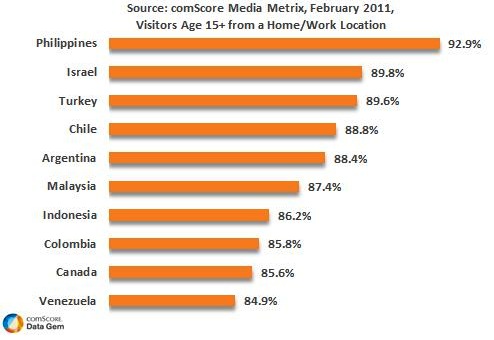 Source: comScore Media Metrix, February 2011,
Visitors Age 15+ from a Home/Work Location
Philippines 92.9%
Israel 89.8%
Turkey 89.6%
Chile 88.8%
Argentina 88.4%
Malaysia 87.4%
Indonesia 86.2%
Colombia 85.8%
Canada 85.6%
Venezuela 84.9%
comScore
Data Gem